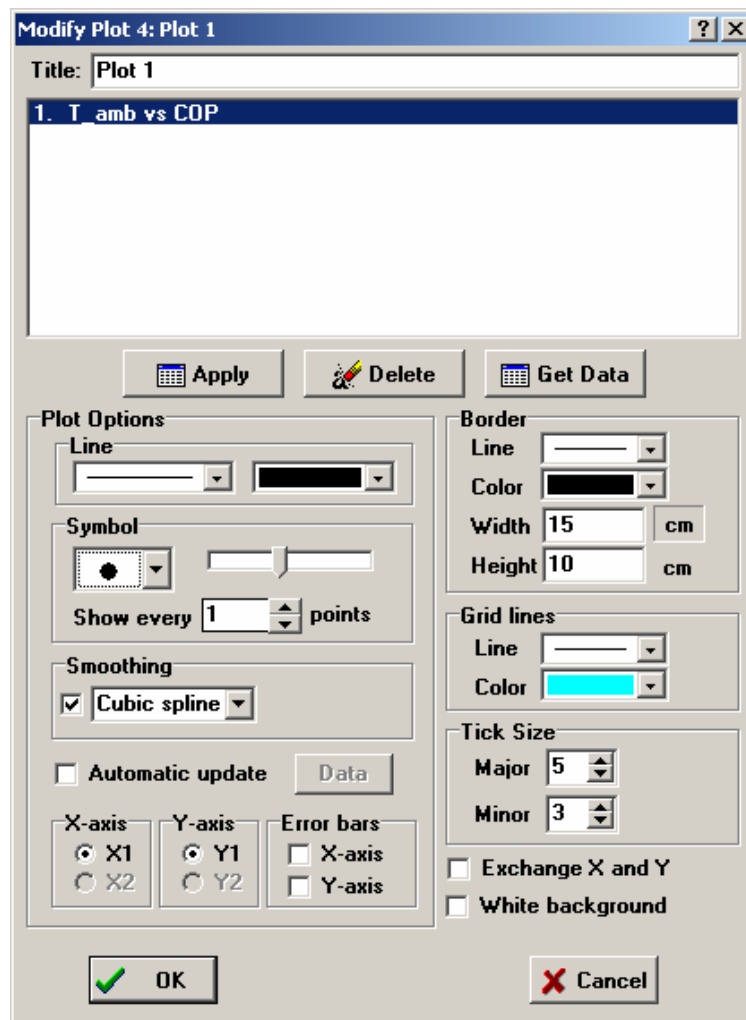 Modify Plot 4: Plot 1
?
Title: Plot 1
1. T_amb vs COP
Apply
Delete
Get Data
Plot Options
Line
Symbol
Show every 1 points
Smoothing
Cubic spline
Automatic update
Data
X-axis
X1
X2
Y-axis
Y1
Y2
Error bars
X-axis
Y-axis
Border
Line
Color
Width 15 cm
Height 10 cm
Grid lines
Line
Color
Tick Size
Major 5
Minor 3
Exchange X and Y
White background
OK
Cancel